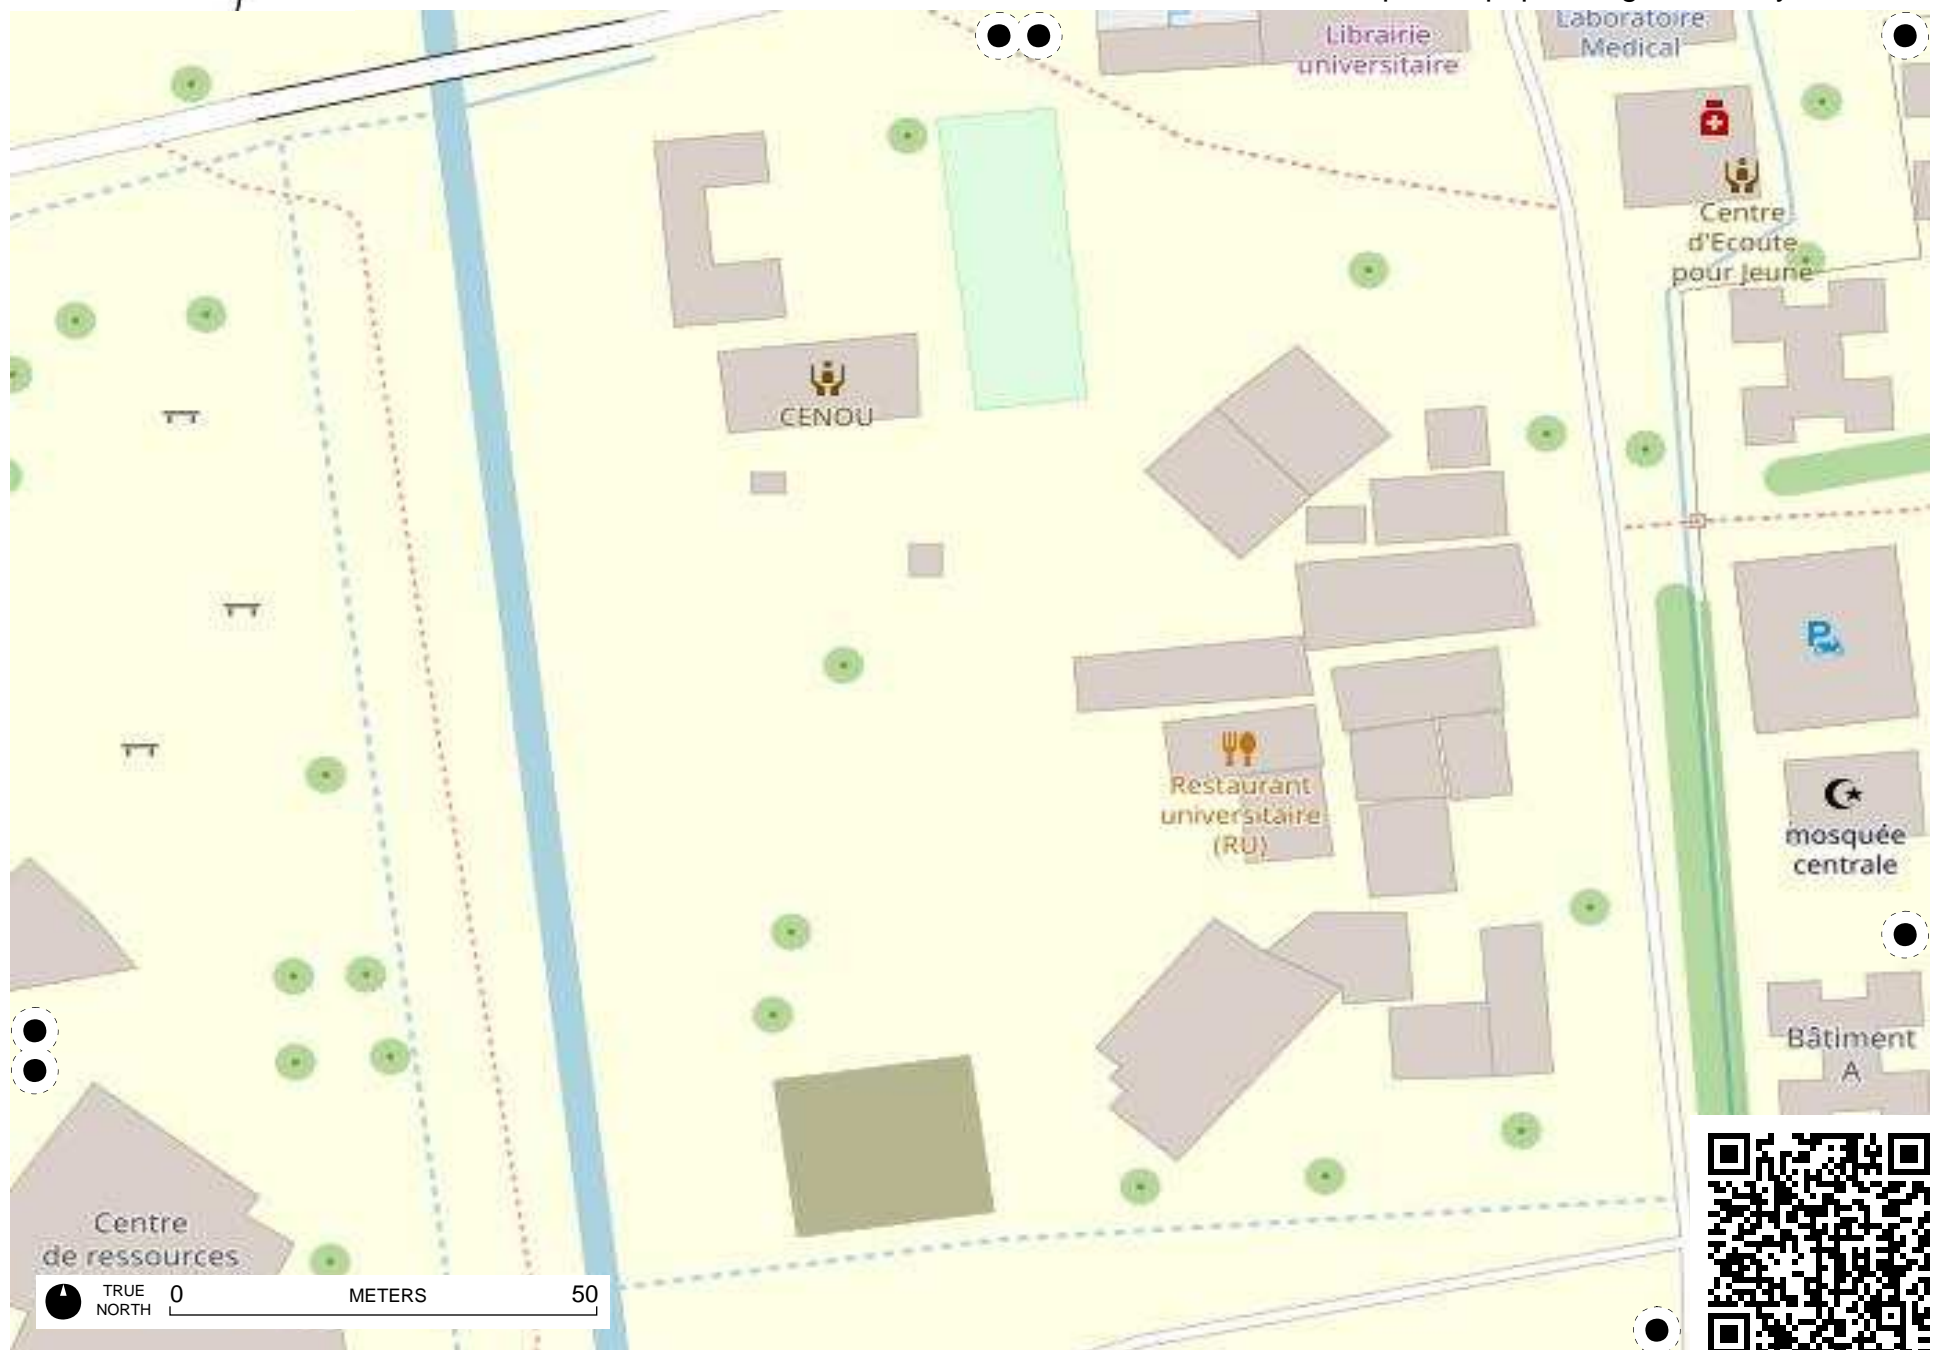 Librairie
universitaire
Laboratoire
Medical
Centre
d'Ecoute
pour Jeune
CENOU
P
Restaurant
universitaire
(RU)
mosquée
centrale
Bâtiment
A
Centre
de ressources
TRUE
NORTH
0 METERS 50